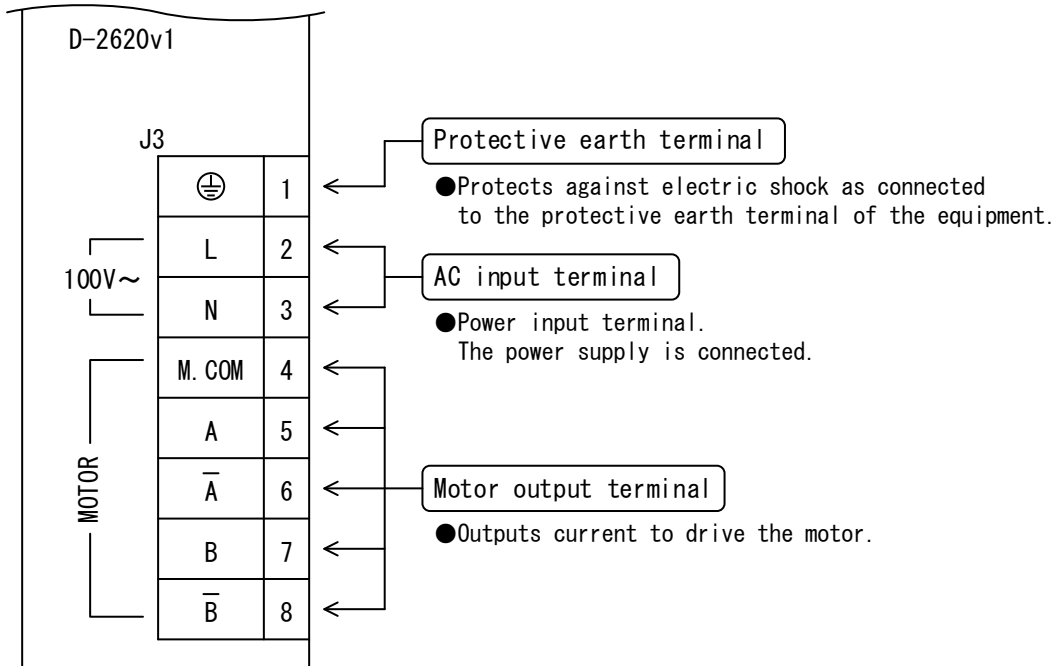 D-2620v1
J3
Protective earth terminal
1
●Protects against electric shock as connected
to the protective earth terminal of the equipment.
L 2
100V～
AC input terminal
N 3
●Power input terminal.
The power supply is connected.
M.COM 4
A 5
MOTOR
A̅ 6
Motor output terminal
●Outputs current to drive the motor.
B 7
B̅ 8